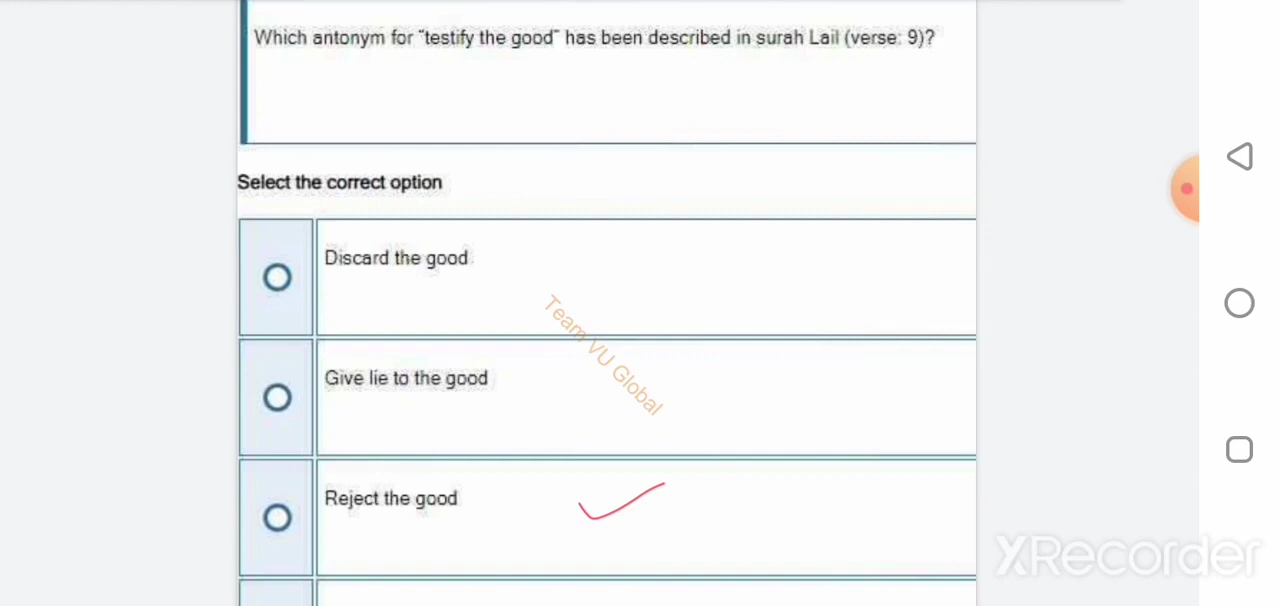 Which antonym for "testify the good" has been described in surah Lail (verse: 9)?
Select the correct option
Discard the good
Give lie to the good
Reject the good
Team VU Global
XRecorder